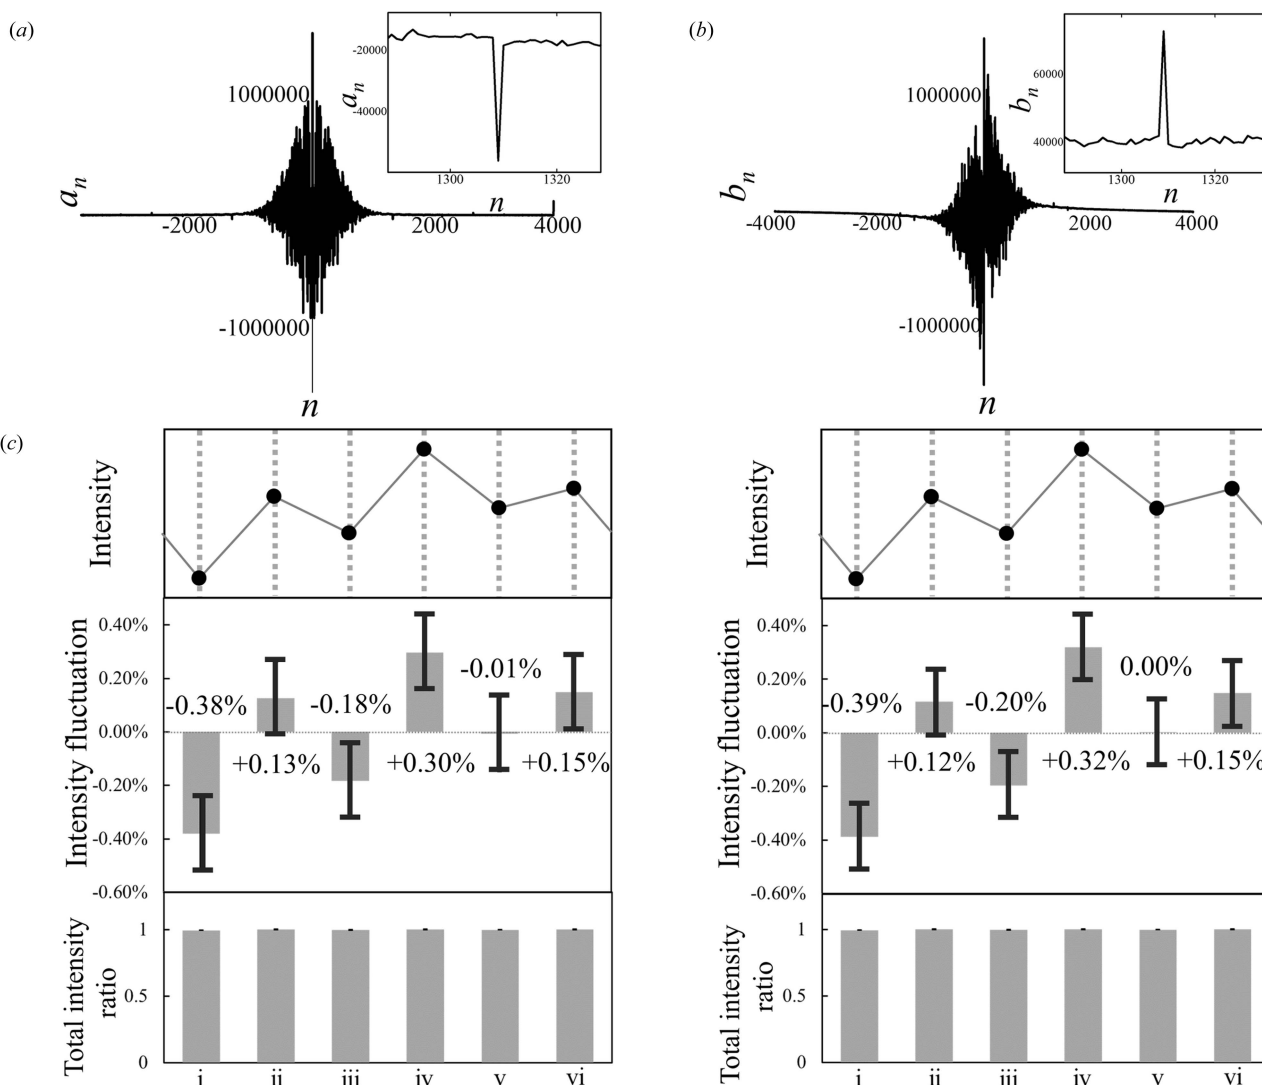 (a)
1000000
a_n
-2000
2000
4000
-1000000
n
-20000
-40000
a_n
1300
1320
n
(b)
1000000
b_n
-4000
-2000
2000
4000
-1000000
n
60000
40000
b_n
1300
1320
n
(c)
Intensity
Intensity fluctuation
0.40%
0.20%
0.00%
-0.20%
-0.40%
-0.60%
-0.38%
+0.13%
-0.18%
+0.30%
-0.01%
+0.15%
Total intensity
ratio
1
0.5
0
i
ii
iii
iv
v
vi
Intensity
Intensity fluctuation
0.40%
0.20%
0.00%
-0.20%
-0.40%
-0.60%
-0.39%
+0.12%
-0.20%
+0.32%
0.00%
+0.15%
Total intensity
ratio
1
0.5
0
i
ii
iii
iv
v
vi